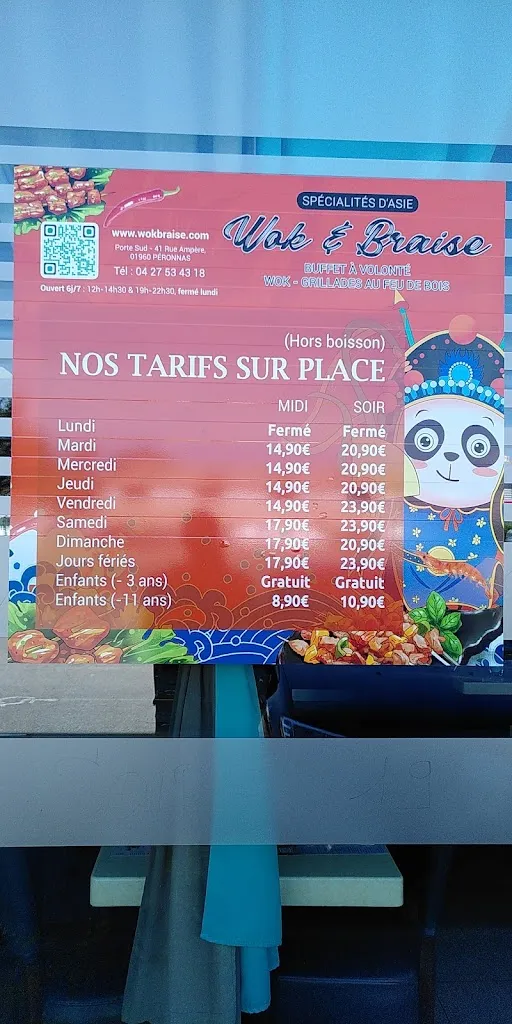 SPÉCIALITÉS D'ASIE
Wok & Braise
BUFFET À VOLONTÉ
WOK - GRILLADES AU FEU DE BOIS
www.wokbraise.com
Porte Sud - 41 Rue Ampère,
01960 PÉRONNAS
Tél : 04 27 53 43 18
Ouvert 6j/7 : 12h-14h30 & 19h-22h30, fermé lundi
(Hors boisson)
NOS TARIFS SUR PLACE
MIDI SOIR
Lundi Fermé Fermé
Mardi 14,90€ 20,90€
Mercredi 14,90€ 20,90€
Jeudi 14,90€ 20,90€
Vendredi 14,90€ 23,90€
Samedi 17,90€ 23,90€
Dimanche 17,90€ 20,90€
Jours fériés 17,90€ 23,90€
Enfants (- 3 ans) Gratuit Gratuit
Enfants (-11 ans) 8,90€ 10,90€